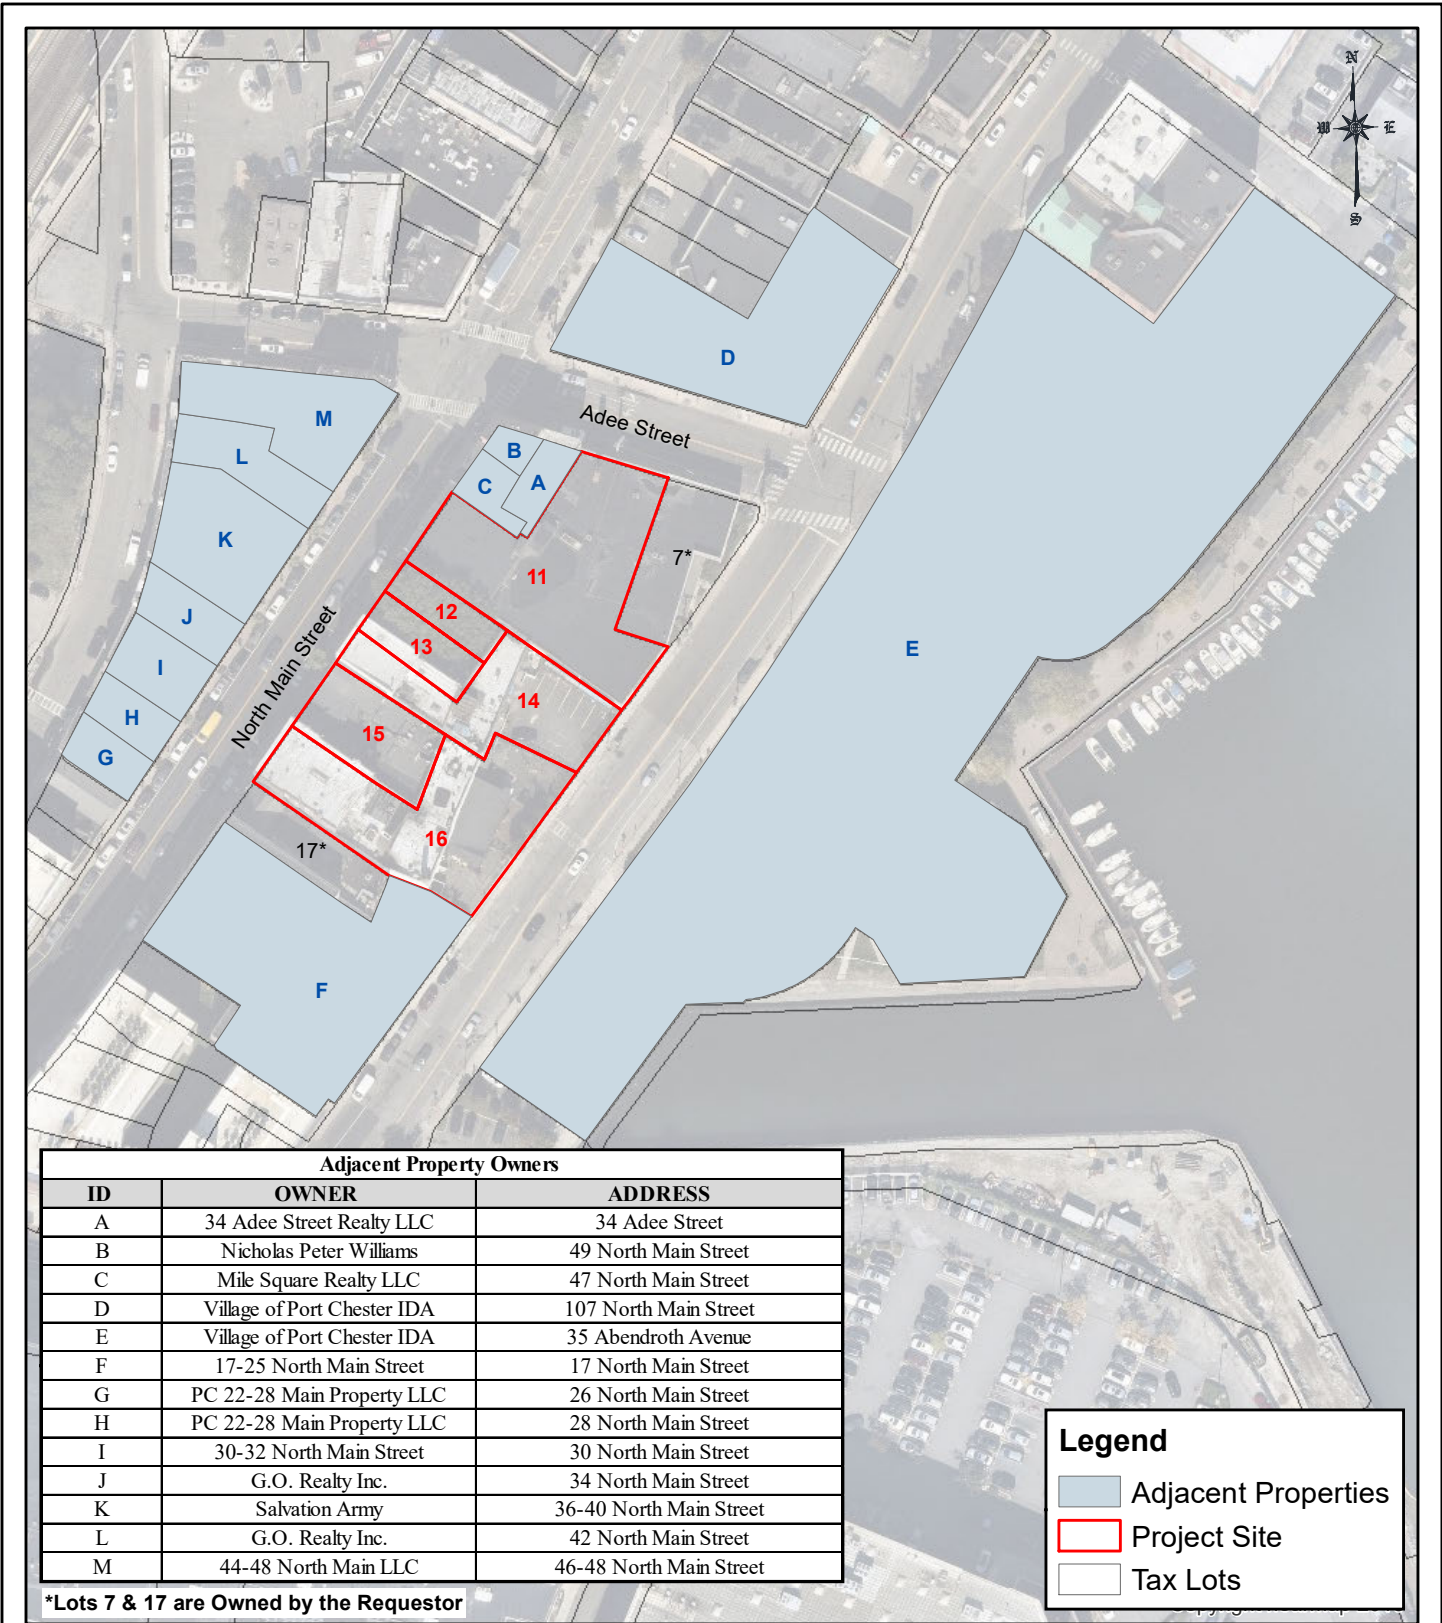 N
W E
S
D
Adee Street
M
B
L
A
C
K
7*
11
12
J
13
E
I
North Main Street
14
H
15
G
16
17*
F
Adjacent Property Owners
ID OWNER ADDRESS
A 34 Adee Street Realty LLC 34 Adee Street
B Nicholas Peter Williams 49 North Main Street
C Mile Square Realty LLC 47 North Main Street
D Village of Port Chester IDA 107 North Main Street
E Village of Port Chester IDA 35 Abendroth Avenue
F 17-25 North Main Street 17 North Main Street
G PC 22-28 Main Property LLC 26 North Main Street
H PC 22-28 Main Property LLC 28 North Main Street
I 30-32 North Main Street 30 North Main Street
J G.O. Realty Inc. 34 North Main Street
K Salvation Army 36-40 North Main Street
L G.O. Realty Inc. 42 North Main Street
M 44-48 North Main LLC 46-48 North Main Street
*Lots 7 & 17 are Owned by the Requestor
Legend
Adjacent Properties
Project Site
Tax Lots